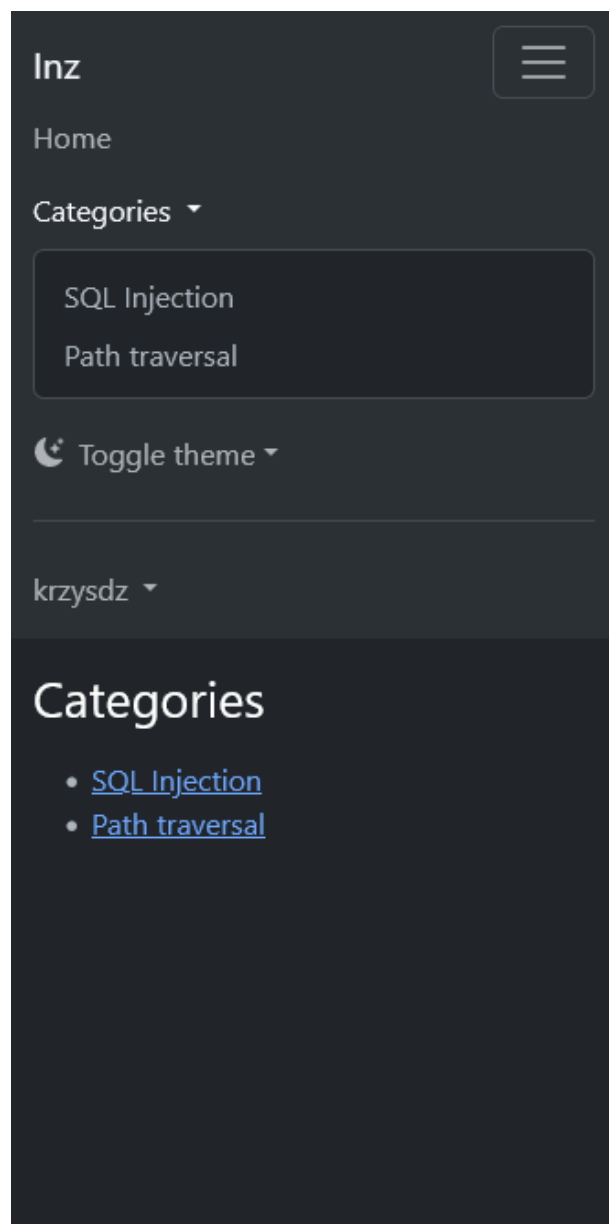 Inz
Home
Categories
SQL Injection
Path traversal
Toggle theme
krzysdz
Categories
SQL Injection
Path traversal